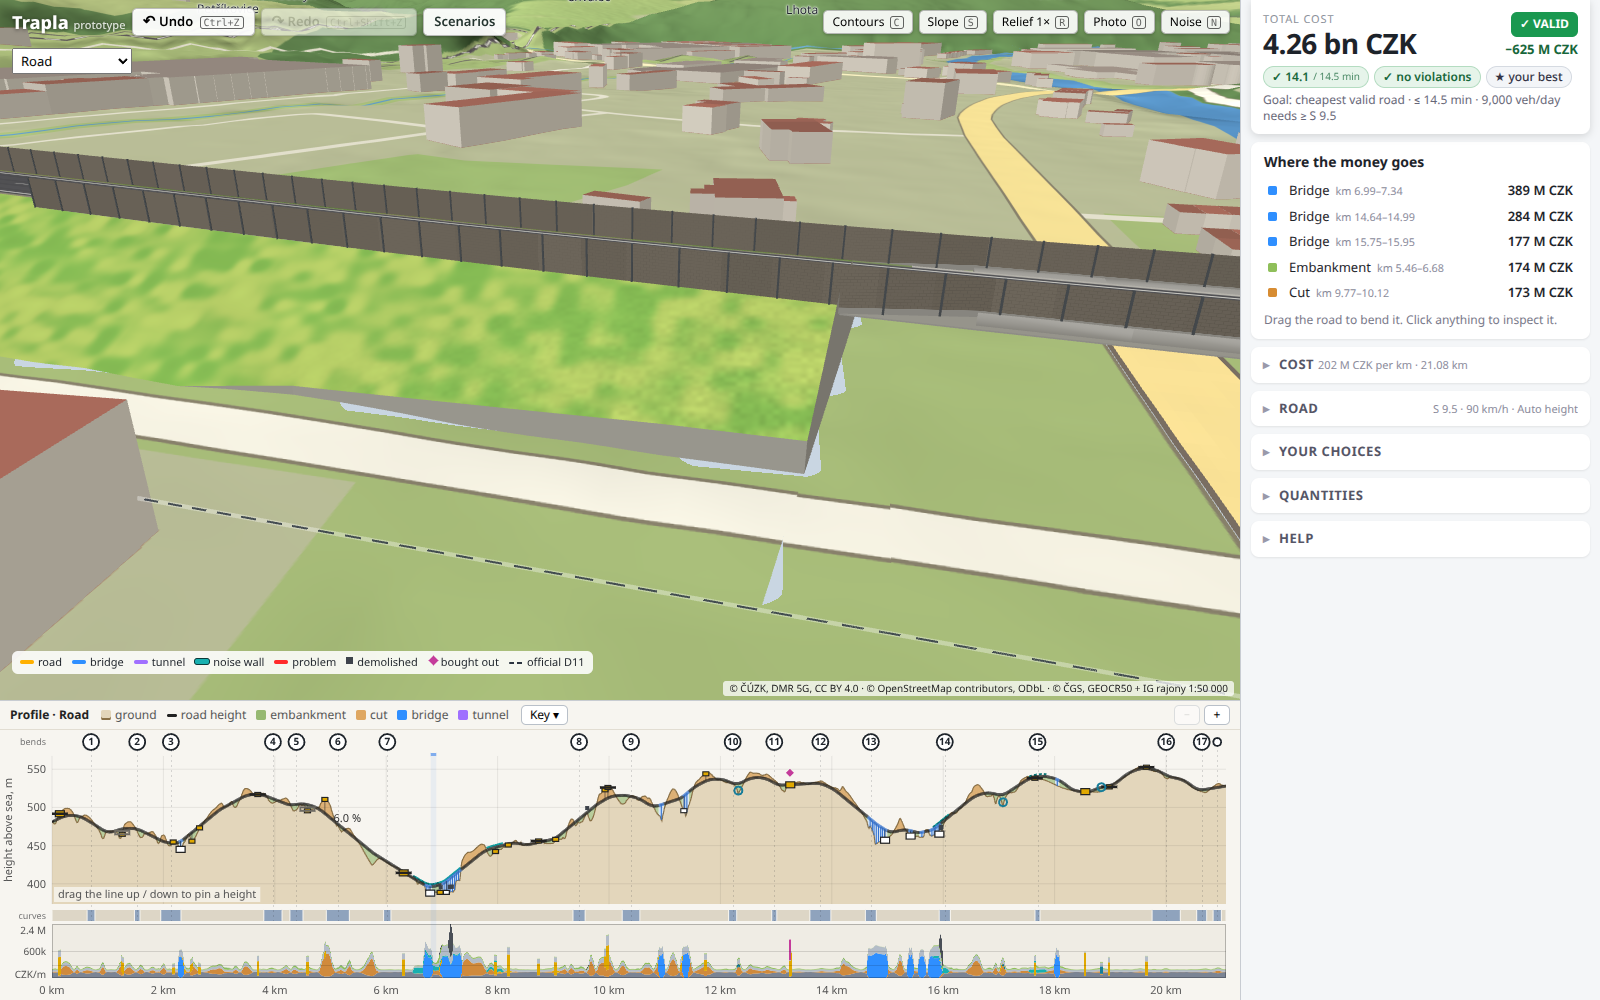 Trapla prototype
↶ Undo Ctrl+Z
↷ Redo Ctrl+Shift+Z
Scenarios
Lhota
Contours C
Slope S
Relief 1× R
Photo O
Noise N
Road
road
bridge
tunnel
noise wall
problem
demolished
bought out
official D11
© ČÚZK, DMR 5G, CC BY 4.0 · © OpenStreetMap contributors, ODbL · © ČGS, GEOCR50 + IG rajony 1:50 000
TOTAL COST
✓ VALID
4.26 bn CZK
−625 M CZK
✓ 14.1 / 14.5 min
✓ no violations
★ your best
Goal: cheapest valid road · ≤ 14.5 min · 9,000 veh/day
needs ≥ S 9.5
Where the money goes
Bridge km 6.99–7.34 389 M CZK
Bridge km 14.64–14.99 284 M CZK
Bridge km 15.75–15.95 177 M CZK
Embankment km 5.46–6.68 174 M CZK
Cut km 9.77–10.12 173 M CZK
Drag the road to bend it. Click anything to inspect it.
▶ COST 202 M CZK per km · 21.08 km
▶ ROAD S 9.5 · 90 km/h · Auto height
▶ YOUR CHOICES
▶ QUANTITIES
▶ HELP
Profile · Road
ground
road height
embankment
cut
bridge
tunnel
Key ▾
−
+
bends
1 2 3 4 5 6 7 8 9 10 11 12 13 14 15 16 17
height above sea, m
550
500
450
400
6.0 %
drag the line up / down to pin a height
curves
2.4 M
600k
CZK/m
0 km 2 km 4 km 6 km 8 km 10 km 12 km 14 km 16 km 18 km 20 km